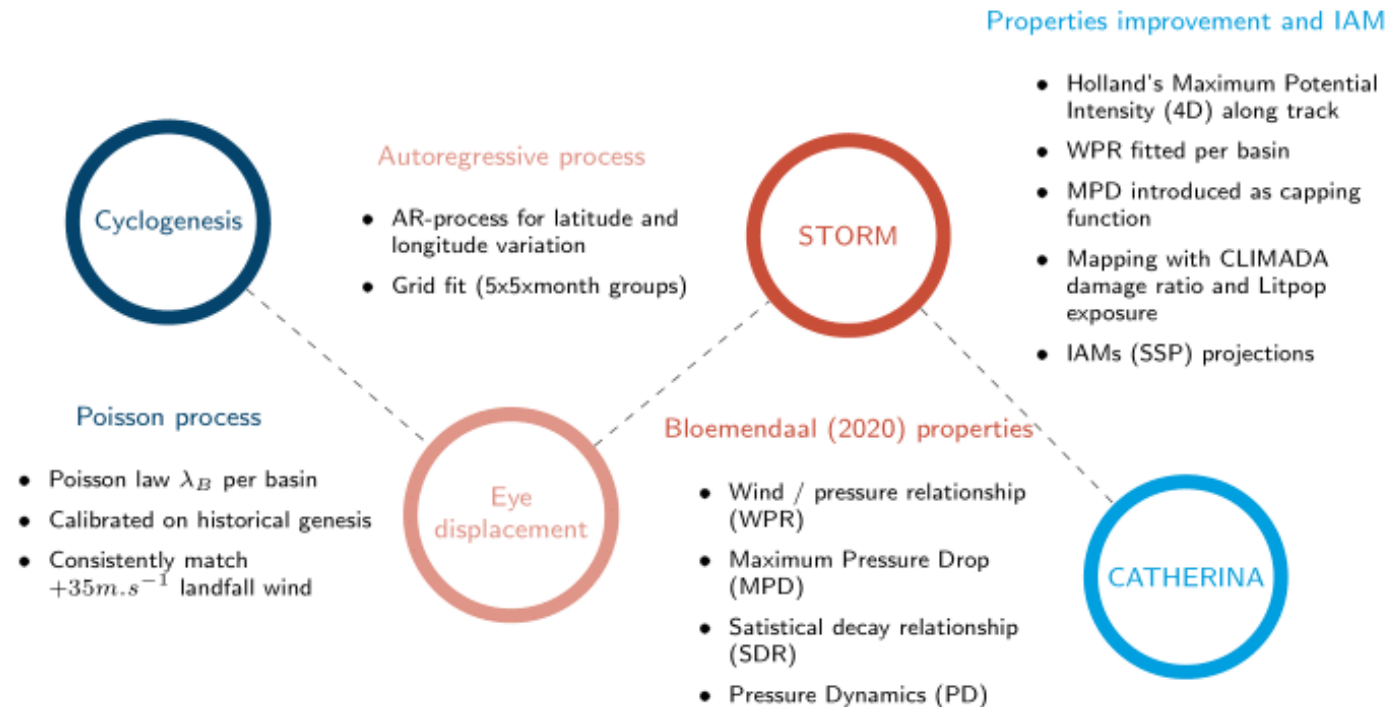 Properties improvement and IAM
● Holland's Maximum Potential
Intensity (4D) along track
● WPR fitted per basin
● MPD introduced as capping
function
● Mapping with CLIMADA
damage ratio and Litpop
exposure
● IAMs (SSP) projections
Cyclogenesis
Autoregressive process
● AR-process for latitude and
longitude variation
● Grid fit (5x5xmonth groups)
STORM
Poisson process
● Poisson law λ_B per basin
● Calibrated on historical genesis
● Consistently match
+35m.s⁻¹ landfall wind
Eye
displacement
Bloemendaal (2020) properties
● Wind / pressure relationship
(WPR)
● Maximum Pressure Drop
(MPD)
● Satistical decay relationship
(SDR)
● Pressure Dynamics (PD)
CATHERINA